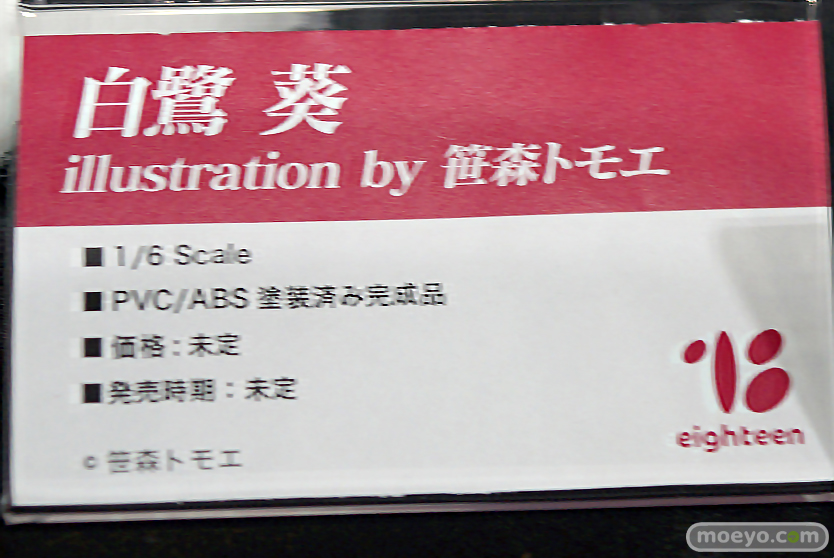 白鷺 葵
illustration by 笹森トモエ
■1/6 Scale
■PVC/ABS 塗装済み完成品
■価格：未定
■発売時期：未定
© 笹森トモエ
eighteen
moeyo.com